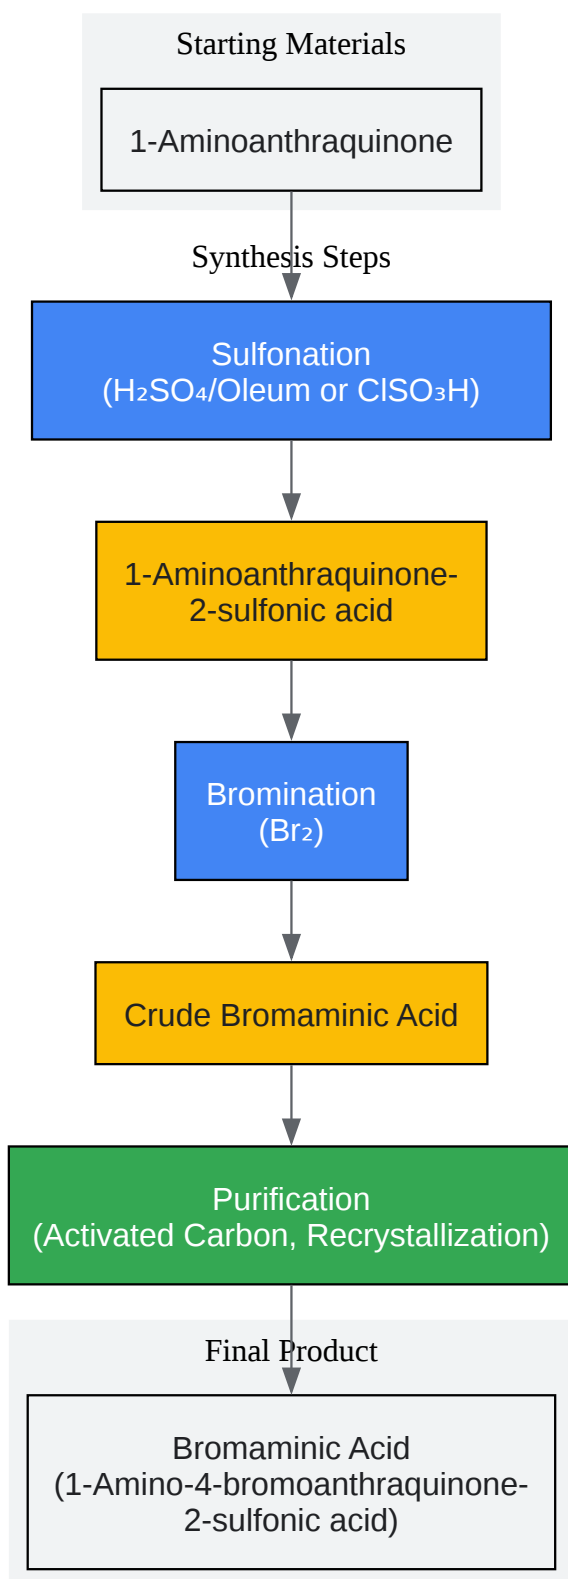 Starting Materials
1-Aminoanthraquinone
Synthesis Steps
Sulfonation
(H₂SO₄/Oleum or ClSO₃H)
1-Aminoanthraquinone-
2-sulfonic acid
Bromination
(Br₂)
Crude Bromaminic Acid
Purification
(Activated Carbon, Recrystallization)
Final Product
Bromaminic Acid
(1-Amino-4-bromoanthraquinone-
2-sulfonic acid)